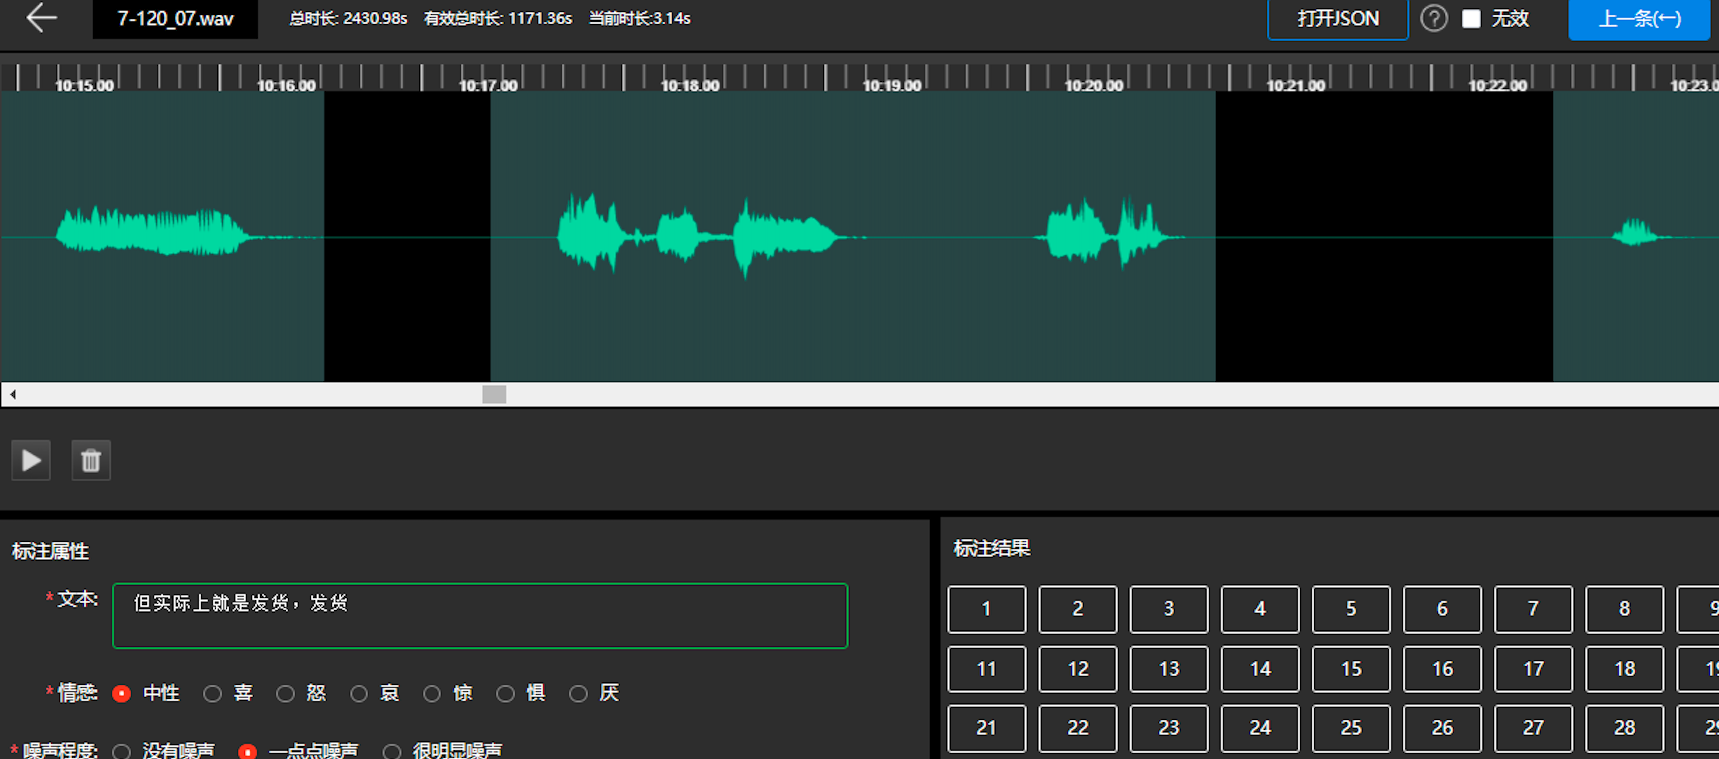 7-120_07.wav 总时长: 2430.98s 有效总时长: 1171.36s 当前时长:3.14s 打开JSON ? 无效 上一条(←)
10:15.00 10:16.00 10:17.00 10:18.00 10:19.00 10:20.00 10:21.00 10:22.00 10:23.0
标注属性
*文本: 但实际上就是发货，发货
*情感: 中性 喜 怒 哀 惊 惧 厌
*噪声程度: 没有噪声 一点点噪声 很明显噪声
标注结果
1 2 3 4 5 6 7 8 9
11 12 13 14 15 16 17 18 19
21 22 23 24 25 26 27 28 29